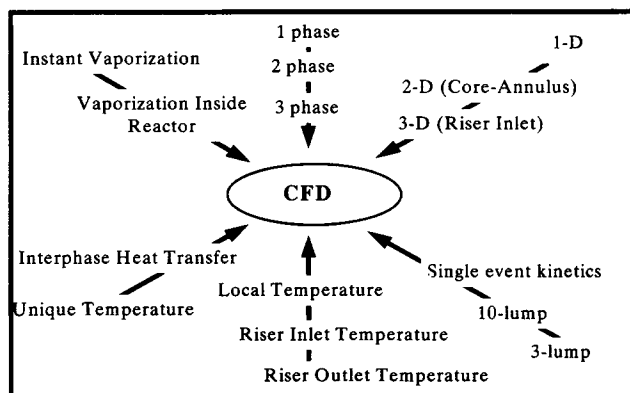 1 phase
2 phase
3 phase
Instant Vaporization
Vaporization Inside
Reactor
1-D
2-D (Core-Annulus)
3-D (Riser Inlet)
CFD
Interphase Heat Transfer
Unique Temperature
Local Temperature
Riser Inlet Temperature
Riser Outlet Temperature
Single event kinetics
10-lump
3-lump